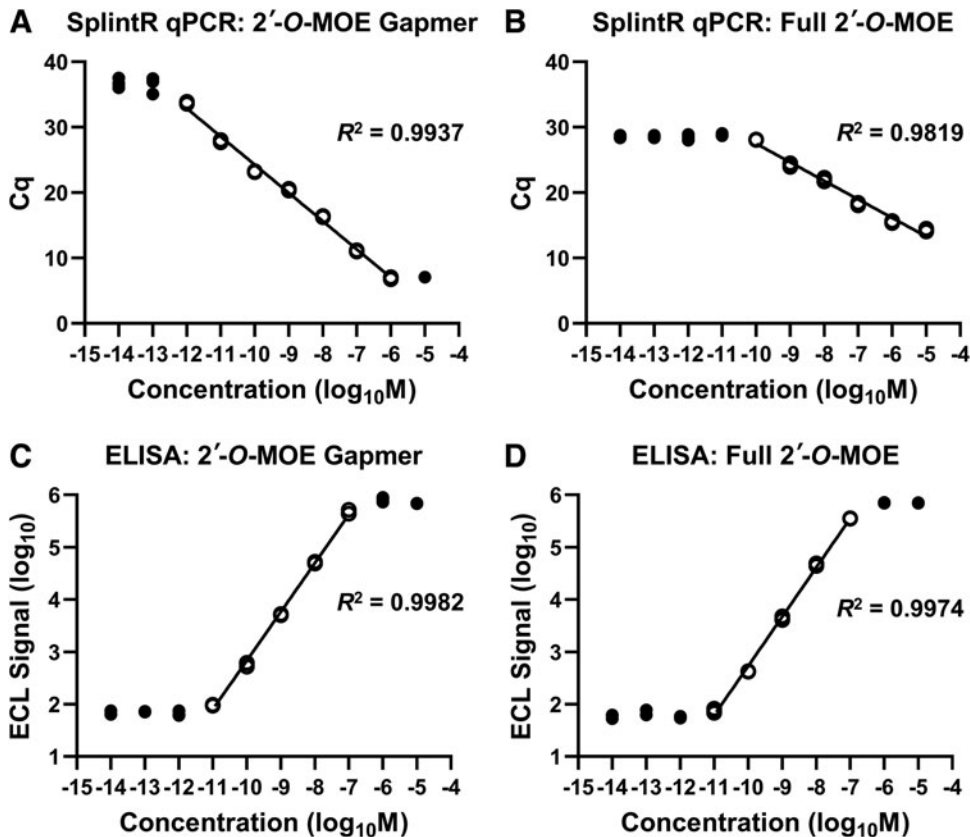 A SplintR qPCR: 2′-O-MOE Gapmer
40
30
20
10
0
Cq
R² = 0.9937
-15 -14 -13 -12 -11 -10 -9 -8 -7 -6 -5 -4
Concentration (log₁₀M)
B SplintR qPCR: Full 2′-O-MOE
40
30
20
10
0
Cq
R² = 0.9819
-15 -14 -13 -12 -11 -10 -9 -8 -7 -6 -5 -4
Concentration (log₁₀M)
C ELISA: 2′-O-MOE Gapmer
6
5
4
3
2
1
ECL Signal (log₁₀)
R² = 0.9982
-15 -14 -13 -12 -11 -10 -9 -8 -7 -6 -5 -4
Concentration (log₁₀M)
D ELISA: Full 2′-O-MOE
6
5
4
3
2
1
ECL Signal (log₁₀)
R² = 0.9974
-15 -14 -13 -12 -11 -10 -9 -8 -7 -6 -5 -4
Concentration (log₁₀M)